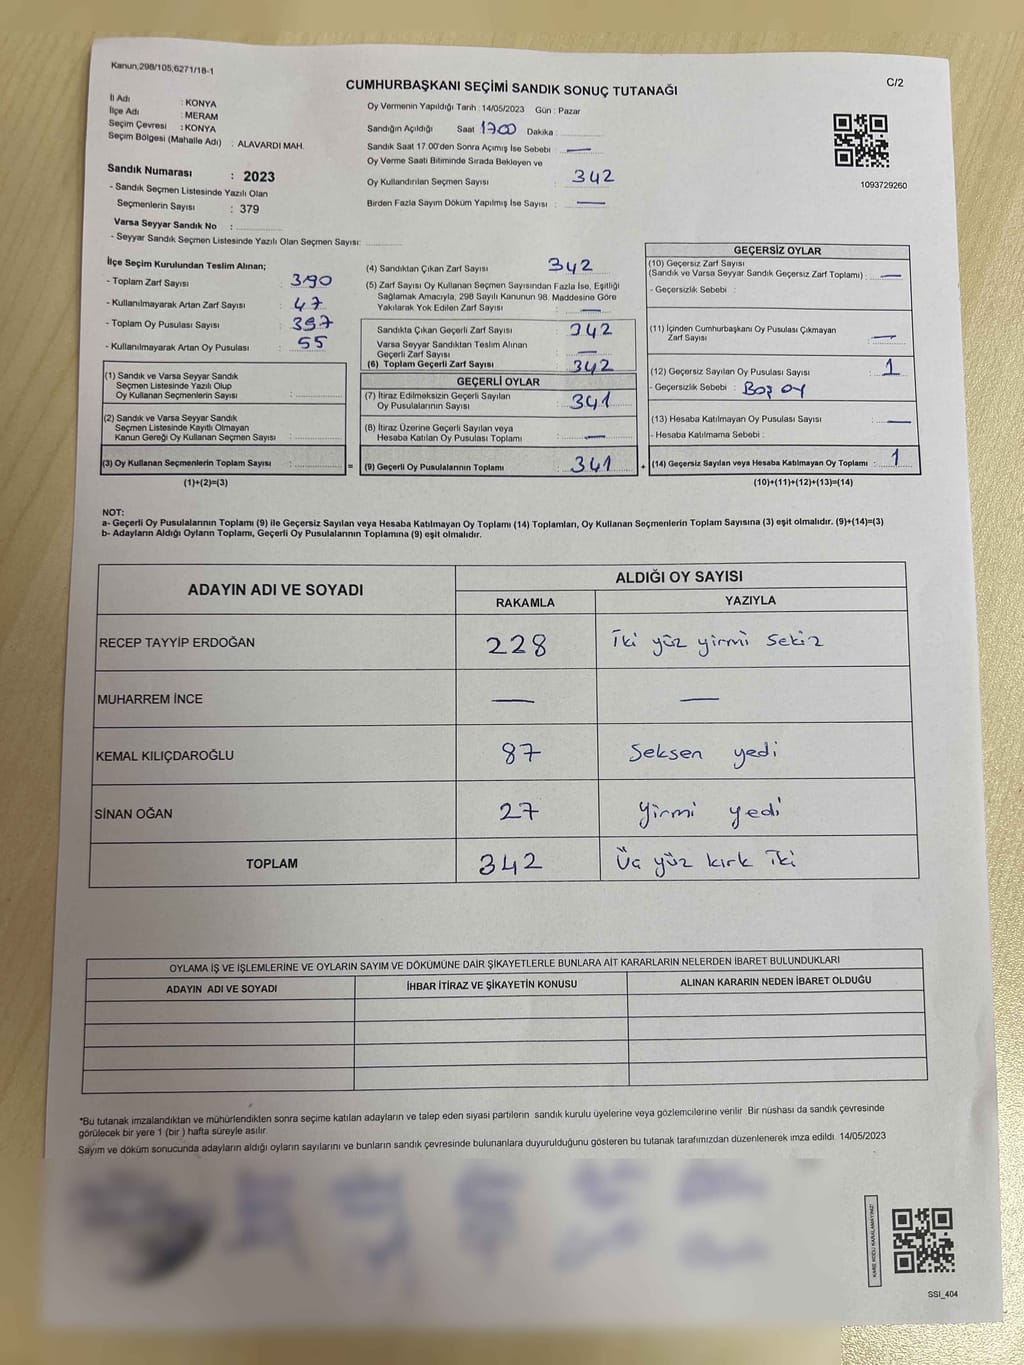 Kanun;298/105;6271/18-1
C/2
CUMHURBAŞKANI SEÇİMİ SANDIK SONUÇ TUTANAĞI
İl Adı : KONYA
İlçe Adı : MERAM
Seçim Çevresi : KONYA
Seçim Bölgesi (Mahalle Adı) : ALAVARDI MAH.
Sandık Numarası : 2023
- Sandık Seçmen Listesinde Yazılı Olan
Seçmenlerin Sayısı : 379
Varsa Seyyar Sandık No :
- Seyyar Sandık Seçmen Listesinde Yazılı Olan Seçmen Sayısı:
Oy Vermenin Yapıldığı Tarih : 14/05/2023 Gün : Pazar
Sandığın Açıldığı Saat 1700 Dakika :
Sandık Saat 17.00'den Sonra Açımış İse Sebebi : —
Oy Verme Saati Bitiminde Sırada Bekleyen ve
Oy Kullandırılan Seçmen Sayısı : 342
Birden Fazla Sayım Döküm Yapılmış İse Sayısı : —
1093729260
İlçe Seçim Kurulundan Teslim Alınan;
- Toplam Zarf Sayısı : 390
- Kullanılmayarak Artan Zarf Sayısı : 47
- Toplam Oy Pusulası Sayısı : 397
- Kullanılmayarak Artan Oy Pusulası : 55
(1) Sandık ve Varsa Seyyar Sandık
Seçmen Listesinde Yazılı Olup
Oy Kullanan Seçmenlerin Sayısı :
(2) Sandık ve Varsa Seyyar Sandık
Seçmen Listesinde Kayıtlı Olmayan
Kanun Gereği Oy Kullanan Seçmen Sayısı :
(3) Oy Kullanan Seçmenlerin Toplam Sayısı :
(1)+(2)=(3)
(4) Sandıktan Çıkan Zarf Sayısı : 342
(5) Zarf Sayısı Oy Kullanan Seçmen Sayısından Fazla İse, Eşitliği
Sağlamak Amacıyla, 298 Sayılı Kanunun 98. Maddesine Göre
Yakılarak Yok Edilen Zarf Sayısı : —
Sandıkta Çıkan Geçerli Zarf Sayısı : 342
Varsa Seyyar Sandıktan Teslim Alınan
Geçerli Zarf Sayısı : —
(6) Toplam Geçerli Zarf Sayısı : 342
GEÇERLİ OYLAR
(7) İtiraz Edilmeksizin Geçerli Sayılan
Oy Pusulalarının Sayısı : 341
(8) İtiraz Üzerine Geçerli Sayılan veya
Hesaba Katılan Oy Pusulası Toplamı : —
= (9) Geçerli Oy Pusulalarının Toplamı : 341
GEÇERSİZ OYLAR
(10) Geçersiz Zarf Sayısı
(Sandık ve Varsa Seyyar Sandık Geçersiz Zarf Toplamı) : —
- Geçersizlik Sebebi :
(11) İçinden Cumhurbaşkanı Oy Pusulası Çıkmayan
Zarf Sayısı : —
(12) Geçersiz Sayılan Oy Pusulası Sayısı : 1
- Geçersizlik Sebebi : Boş oy
(13) Hesaba Katılmayan Oy Pusulası Sayısı : —
- Hesaba Katılmama Sebebi :
+ (14) Geçersiz Sayılan veya Hesaba Katılmayan Oy Toplamı : 1
(10)+(11)+(12)+(13)=(14)
NOT:
a- Geçerli Oy Pusulalarının Toplamı (9) ile Geçersiz Sayılan veya Hesaba Katılmayan Oy Toplamı (14) Toplamları, Oy Kullanan Seçmenlerin Toplam Sayısına (3) eşit olmalıdır. (9)+(14)=(3)
b- Adayların Aldığı Oyların Toplamı, Geçerli Oy Pusulalarının Toplamına (9) eşit olmalıdır.
ADAYIN ADI VE SOYADI ALDIĞI OY SAYISI
RAKAMLA YAZIYLA
RECEP TAYYİP ERDOĞAN 228 İki yüz yirmi sekiz
MUHARREM İNCE — —
KEMAL KILIÇDAROĞLU 87 Seksen yedi
SİNAN OĞAN 27 yirmi yedi
TOPLAM 342 Üç yüz kırk iki
OYLAMA İŞ VE İŞLEMLERİNE VE OYLARIN SAYIM VE DÖKÜMÜNE DAİR ŞİKAYETLERLE BUNLARA AİT KARARLARIN NELERDEN İBARET BULUNDUKLARI
ADAYIN ADI VE SOYADI İHBAR İTİRAZ VE ŞİKAYETİN KONUSU ALINAN KARARIN NEDEN İBARET OLDUĞU
*Bu tutanak imzalandıktan ve mühürlendikten sonra seçime katılan adayların ve talep eden siyasi partilerin sandık kurulu üyelerine veya gözlemcilerine verilir Bir nüshası da sandık çevresinde
görülecek bir yere 1 (bir ) hafta süreyle asılır.
Sayım ve döküm sonucunda adayların aldığı oyların sayılarını ve bunların sandık çevresinde bulunanlara duyurulduğunu gösteren bu tutanak tarafımızdan düzenlenerek imza edildi. 14/05/2023
KARE KODU KARALAMAYINIZ!
SSI_404